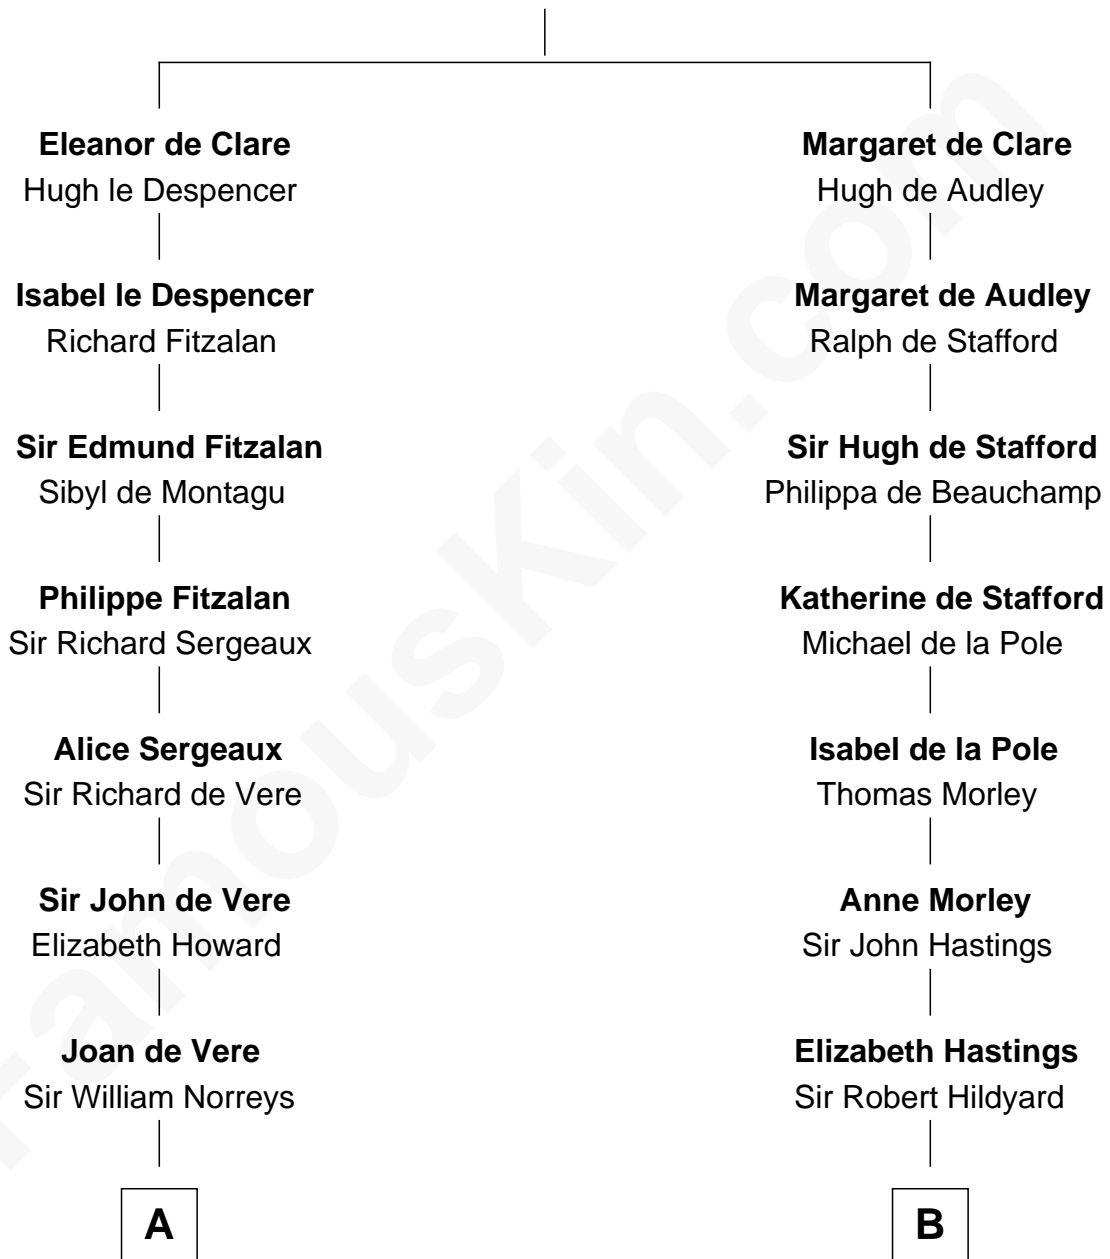 Eleanor de Clare
Hugh le Despencer
Margaret de Clare
Hugh de Audley
Isabel le Despencer
Richard Fitzalan
Margaret de Audley
Ralph de Stafford
Sir Edmund Fitzalan
Sibyl de Montagu
Sir Hugh de Stafford
Philippa de Beauchamp
Philippe Fitzalan
Sir Richard Sergeaux
Katherine de Stafford
Michael de la Pole
Alice Sergeaux
Sir Richard de Vere
Isabel de la Pole
Thomas Morley
Sir John de Vere
Elizabeth Howard
Anne Morley
Sir John Hastings
Joan de Vere
Sir William Norreys
Elizabeth Hastings
Sir Robert Hildyard
A
B
FamousKin.com